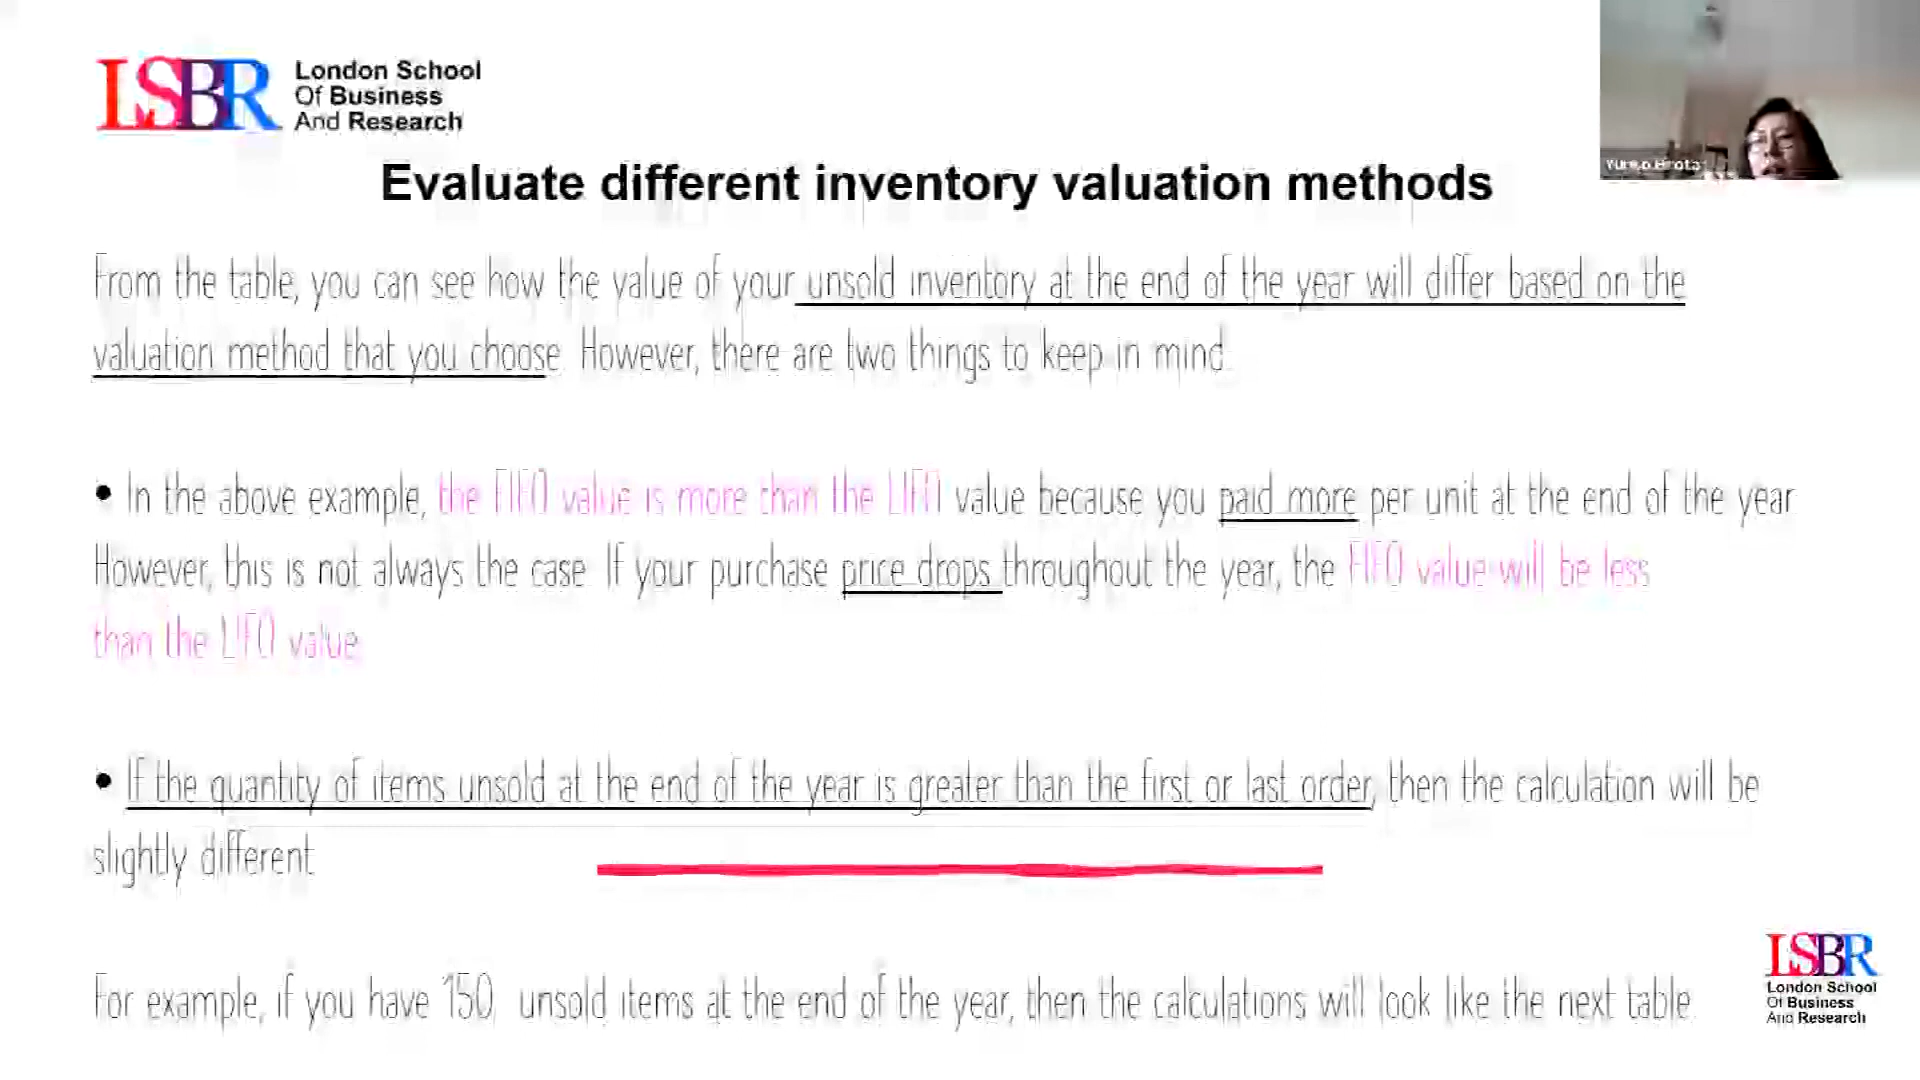 LSBR London School
Of Business
And Research
Evaluate different inventory valuation methods
From the table, you can see how the value of your unsold inventory at the end of the year will differ based on the
valuation method that you choose. However, there are two things to keep in mind.
• In the above example, the FIFO value is more than the LIFO value because you paid more per unit at the end of the year.
However, this is not always the case. If your purchase price drops throughout the year, the FIFO value will be less
than the LIFO value.
• If the quantity of items unsold at the end of the year is greater than the first or last order, then the calculation will be
slightly different.
For example, if you have 150 unsold items at the end of the year, then the calculations will look like the next table.
LSBR
London School
Of Business
And Research